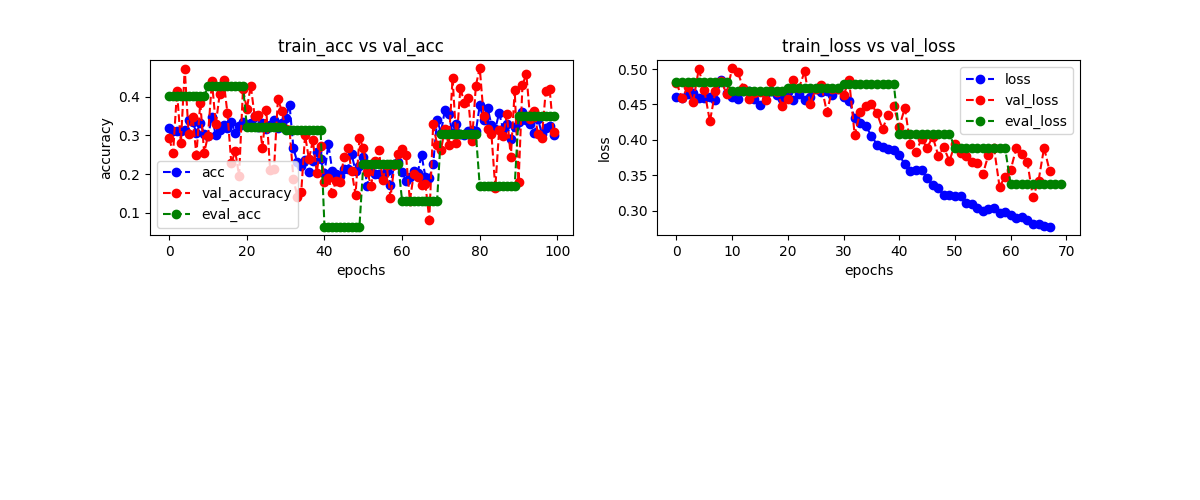 train_acc vs val_acc
accuracy
0.4
0.3
0.2
0.1
acc
val_accuracy
eval_acc
0 20 40 60 80 100
epochs
train_loss vs val_loss
loss
0.50
0.45
0.40
0.35
0.30
loss
val_loss
eval_loss
0 10 20 30 40 50 60 70
epochs